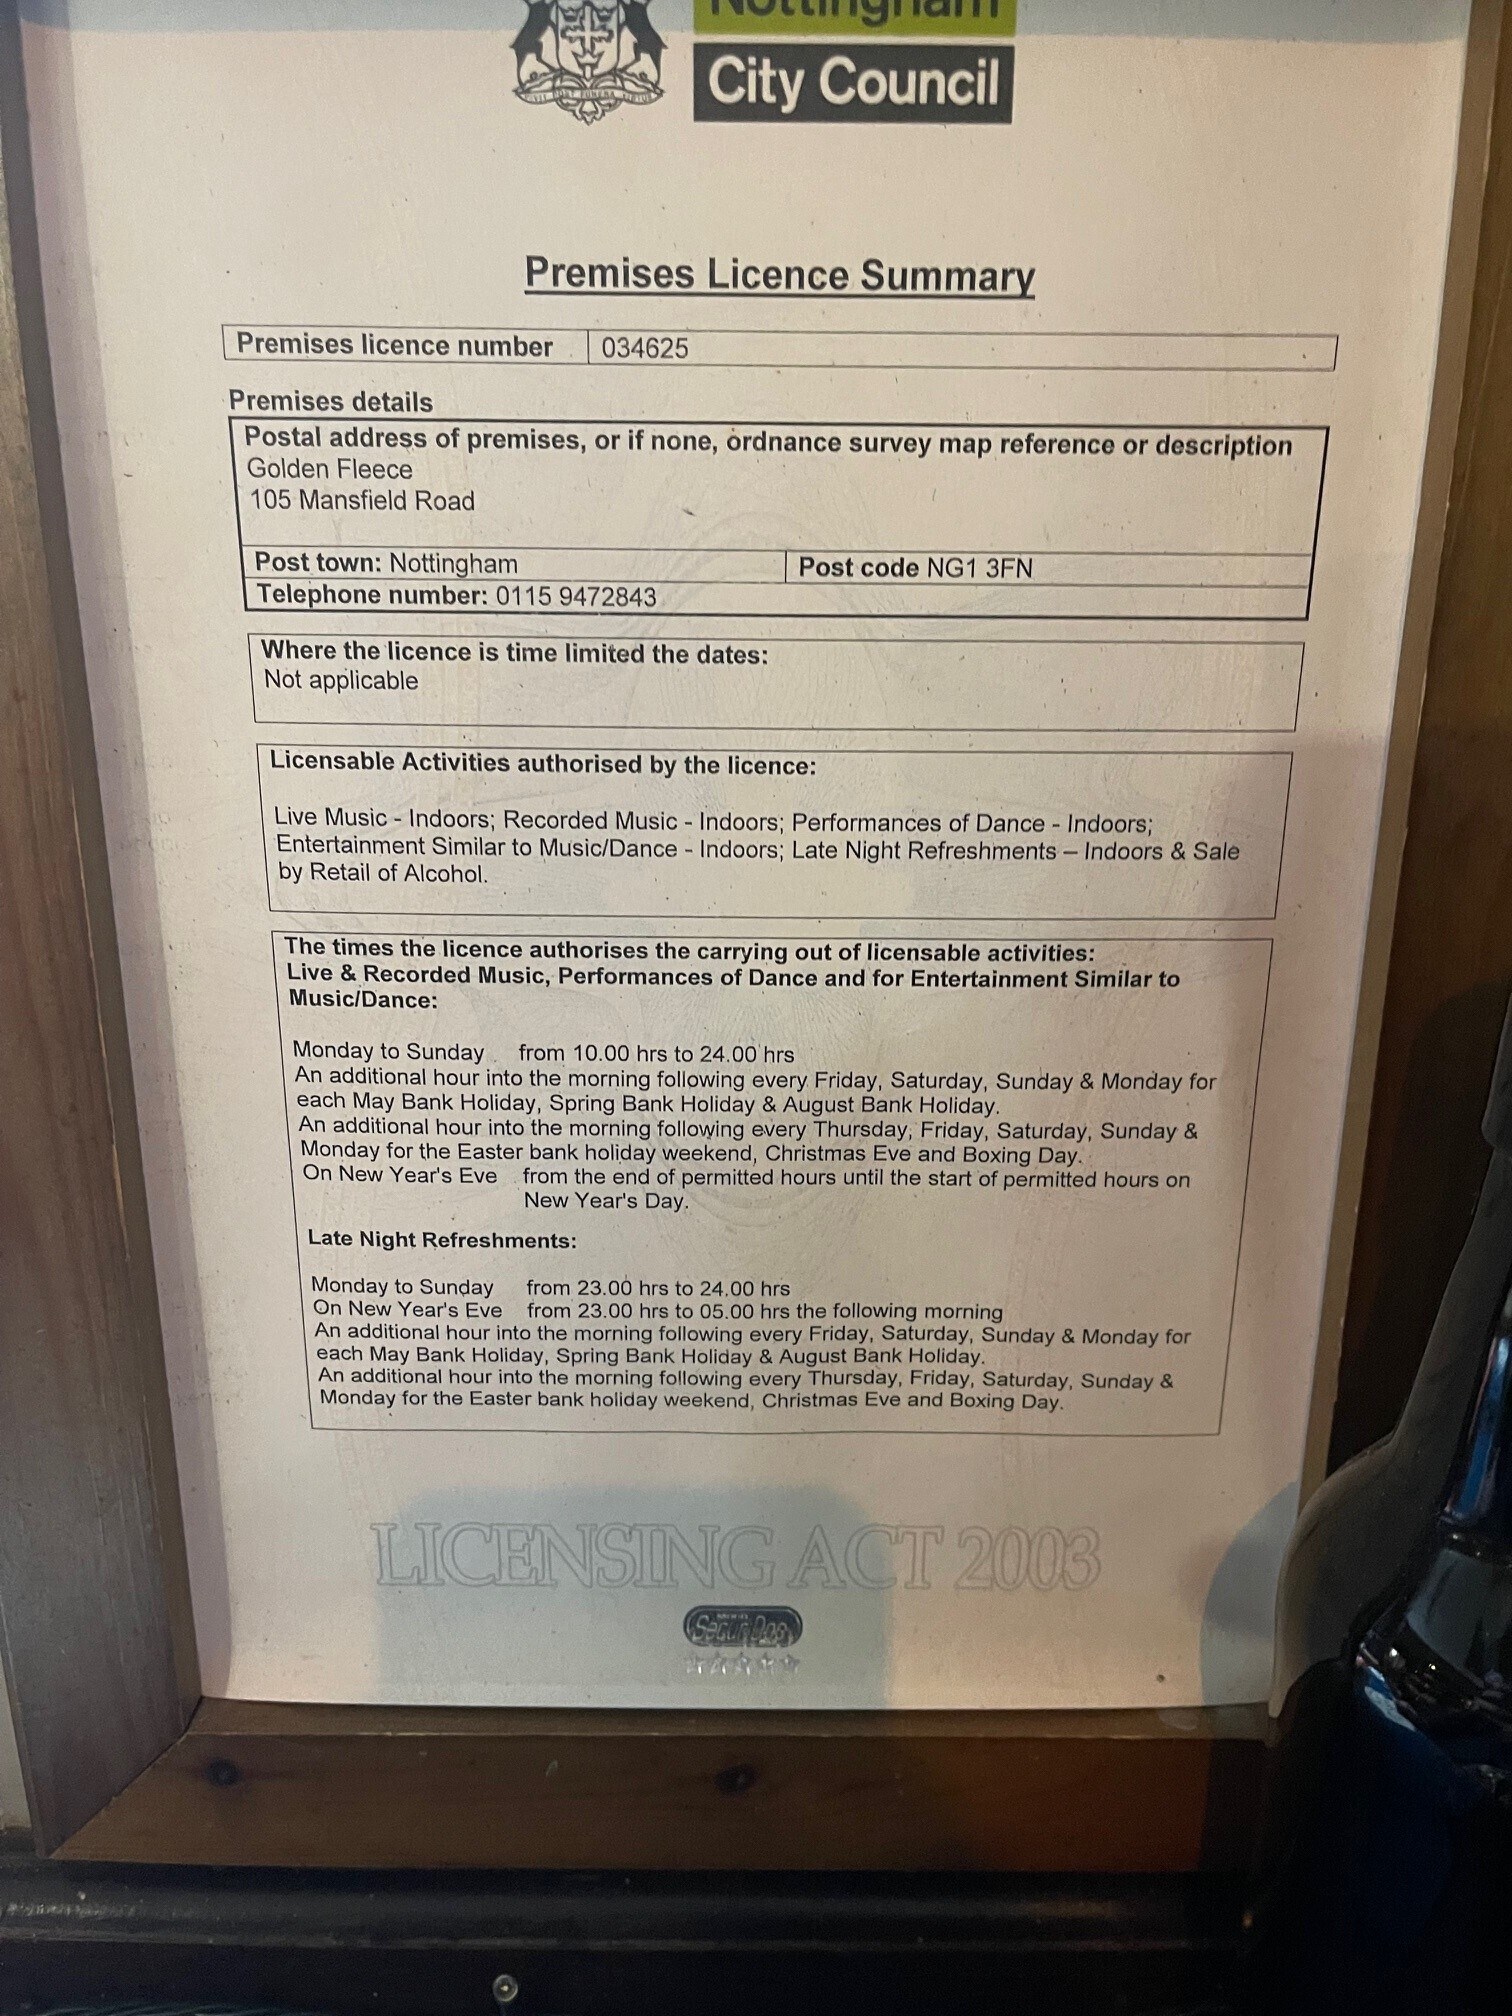 Nottingham
City Council
Premises Licence Summary
Premises licence number 034625
Premises details
Postal address of premises, or if none, ordnance survey map reference or description
Golden Fleece
105 Mansfield Road
Post town: Nottingham Post code NG1 3FN
Telephone number: 0115 9472843
Where the licence is time limited the dates:
Not applicable
Licensable Activities authorised by the licence:
Live Music - Indoors; Recorded Music - Indoors; Performances of Dance - Indoors;
Entertainment Similar to Music/Dance - Indoors; Late Night Refreshments – Indoors & Sale
by Retail of Alcohol.
The times the licence authorises the carrying out of licensable activities:
Live & Recorded Music, Performances of Dance and for Entertainment Similar to
Music/Dance:
Monday to Sunday from 10.00 hrs to 24.00 hrs
An additional hour into the morning following every Friday, Saturday, Sunday & Monday for
each May Bank Holiday, Spring Bank Holiday & August Bank Holiday.
An additional hour into the morning following every Thursday, Friday, Saturday, Sunday &
Monday for the Easter bank holiday weekend, Christmas Eve and Boxing Day.
On New Year's Eve from the end of permitted hours until the start of permitted hours on
New Year's Day.
Late Night Refreshments:
Monday to Sunday from 23.00 hrs to 24.00 hrs
On New Year's Eve from 23.00 hrs to 05.00 hrs the following morning
An additional hour into the morning following every Friday, Saturday, Sunday & Monday for
each May Bank Holiday, Spring Bank Holiday & August Bank Holiday.
An additional hour into the morning following every Thursday, Friday, Saturday, Sunday &
Monday for the Easter bank holiday weekend, Christmas Eve and Boxing Day.
LICENSING ACT 2003